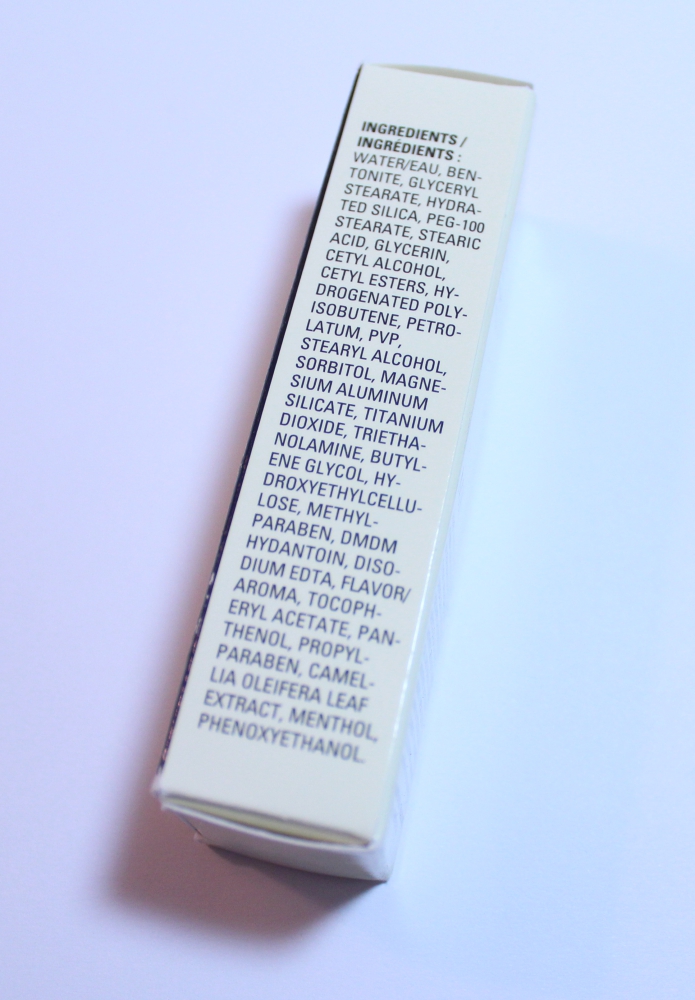 INGREDIENTS /
INGRÉDIENTS :
WATER/EAU, BEN-
TONITE, GLYCERYL
STEARATE, HYDRA-
TED SILICA, PEG-100
STEARATE, STEARIC
ACID, GLYCERIN,
CETYL ALCOHOL,
CETYL ESTERS, HY-
DROGENATED POLY-
ISOBUTENE, PETRO-
LATUM, PVP,
STEARYL ALCOHOL,
SORBITOL, MAGNE-
SIUM ALUMINUM
SILICATE, TITANIUM
DIOXIDE, TRIETHA-
NOLAMINE, BUTYL-
ENE GLYCOL, HY-
DROXYETHYLCELLU-
LOSE, METHYL-
PARABEN, DMDM
HYDANTOIN, DISO-
DIUM EDTA, FLAVOR/
AROMA, TOCOPH-
ERYL ACETATE, PAN-
THENOL, PROPYL-
PARABEN, CAMEL-
LIA OLEIFERA LEAF
EXTRACT, MENTHOL,
PHENOXYETHANOL.